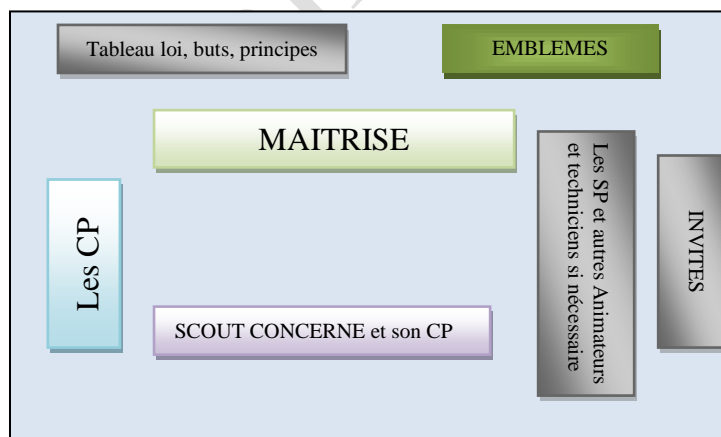 Tableau loi, buts, principes
EMBLEMES
MAITRISE
Les CP
SCOUT CONCERNE et son CP
Les SP et autres Animateurs
et techniciens si nécessaire
INVITES